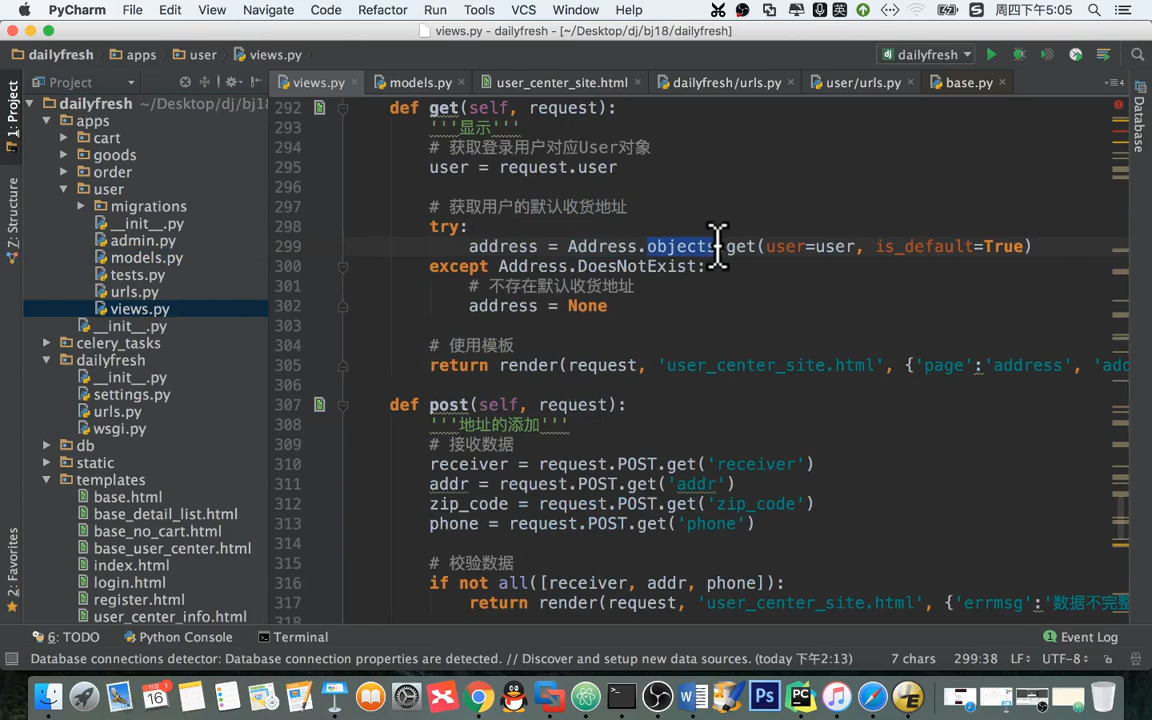 PyCharm File Edit View Navigate Code Refactor Run Tools VCS Window Help 周四下午5:05
views.py - dailyfresh - [~/Desktop/dj/bj18/dailyfresh]
dailyfresh apps user views.py dailyfresh
Project views.py models.py user_center_site.html dailyfresh/urls.py user/urls.py base.py
1: Project
7: Structure
2: Favorites
Database
dailyfresh ~/Desktop/dj/bj18
apps
cart
goods
order
user
migrations
__init__.py
admin.py
models.py
tests.py
urls.py
views.py
__init__.py
celery_tasks
dailyfresh
__init__.py
settings.py
urls.py
wsgi.py
db
static
templates
base.html
base_detail_list.html
base_no_cart.html
base_user_center.html
index.html
login.html
register.html
user_center_info.html
292 def get(self, request):
293 '''显示'''
294 # 获取登录用户对应User对象
295 user = request.user
296
297 # 获取用户的默认收货地址
298 try:
299 address = Address.objects.get(user=user, is_default=True)
300 except Address.DoesNotExist:
301 # 不存在默认收货地址
302 address = None
303
304 # 使用模板
305 return render(request, 'user_center_site.html', {'page':'address', 'add
306
307 def post(self, request):
308 '''地址的添加'''
309 # 接收数据
310 receiver = request.POST.get('receiver')
311 addr = request.POST.get('addr')
312 zip_code = request.POST.get('zip_code')
313 phone = request.POST.get('phone')
314
315 # 校验数据
316 if not all([receiver, addr, phone]):
317 return render(request, 'user_center_site.html', {'errmsg':'数据不完整
6: TODO Python Console Terminal 1 Event Log
Database connections detector: Database connection properties are detected. // Discover and setup new data sources. (today 下午2:13) 7 chars 299:38 LF÷ UTF-8÷